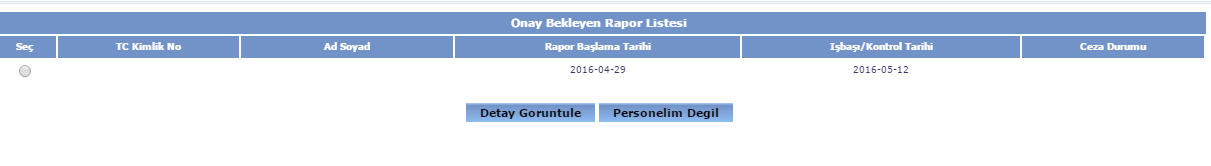 Onay Bekleyen Rapor Listesi
Seç TC Kimlik No Ad Soyad Rapor Başlama Tarihi İşbaşı/Kontrol Tarihi Ceza Durumu
2016-04-29 2016-05-12
Detay Goruntule Personelim Degil